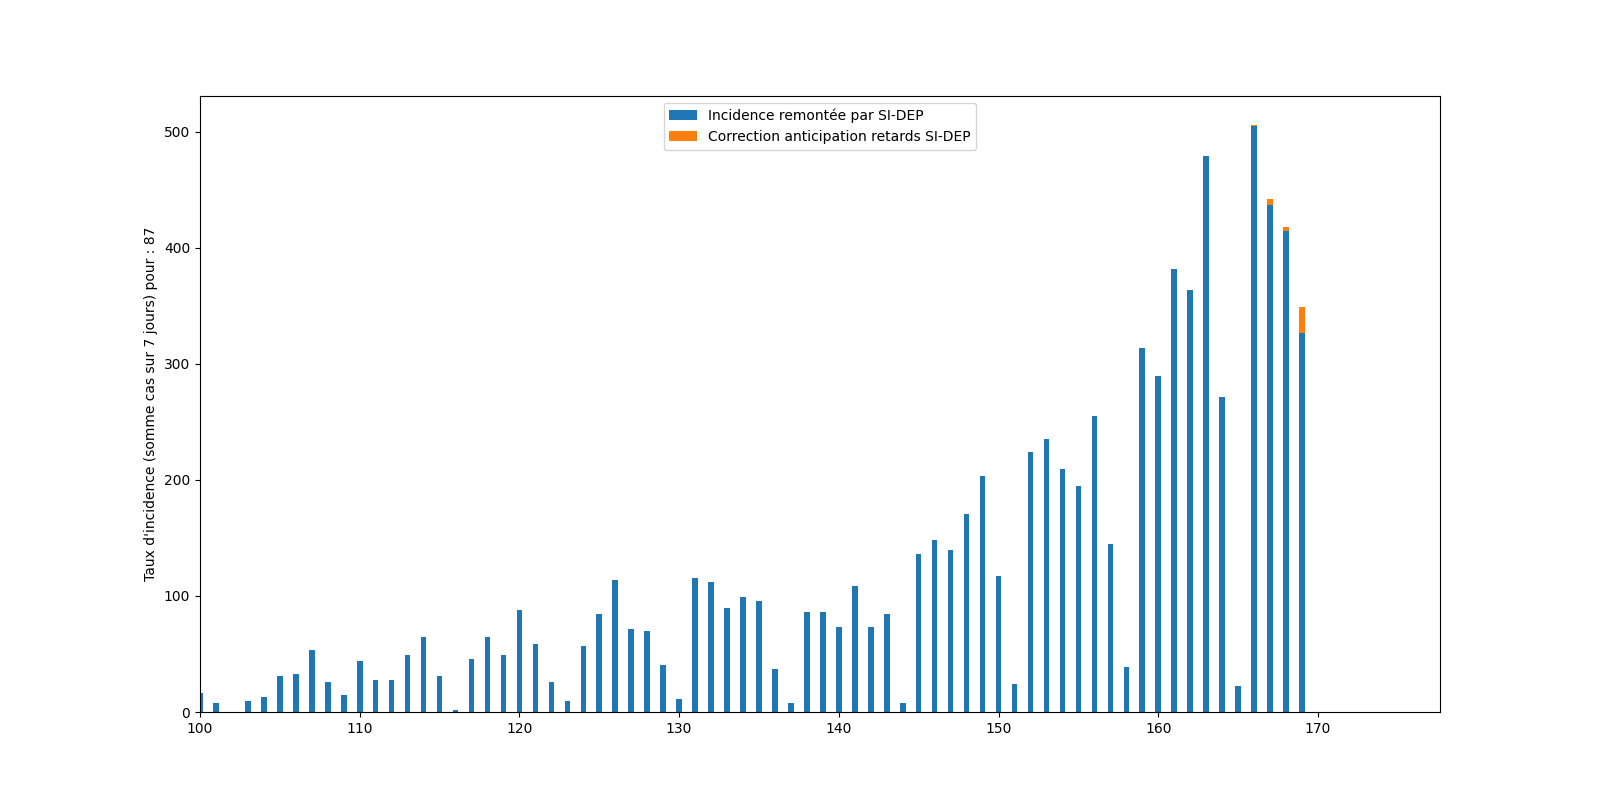 Incidence remontée par SI-DEP
Correction anticipation retards SI-DEP
Taux d'incidence (somme cas sur 7 jours) pour : 87
500
400
300
200
100
0
100 110 120 130 140 150 160 170